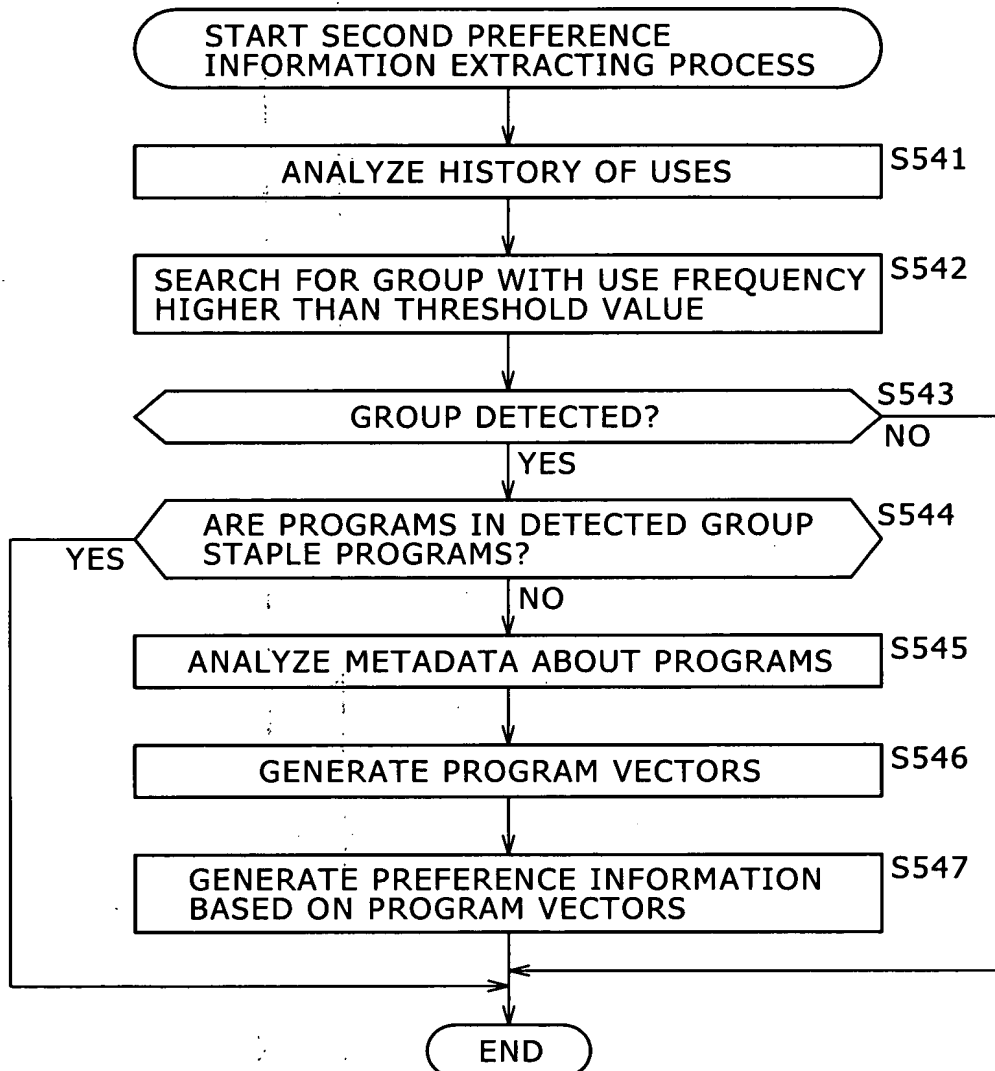 START SECOND PREFERENCE
INFORMATION EXTRACTING PROCESS
S541
ANALYZE HISTORY OF USES
S542
SEARCH FOR GROUP WITH USE FREQUENCY
HIGHER THAN THRESHOLD VALUE
S543
GROUP DETECTED?
NO
YES
S544
ARE PROGRAMS IN DETECTED GROUP
STAPLE PROGRAMS?
YES
NO
S545
ANALYZE METADATA ABOUT PROGRAMS
S546
GENERATE PROGRAM VECTORS
S547
GENERATE PREFERENCE INFORMATION
BASED ON PROGRAM VECTORS
END